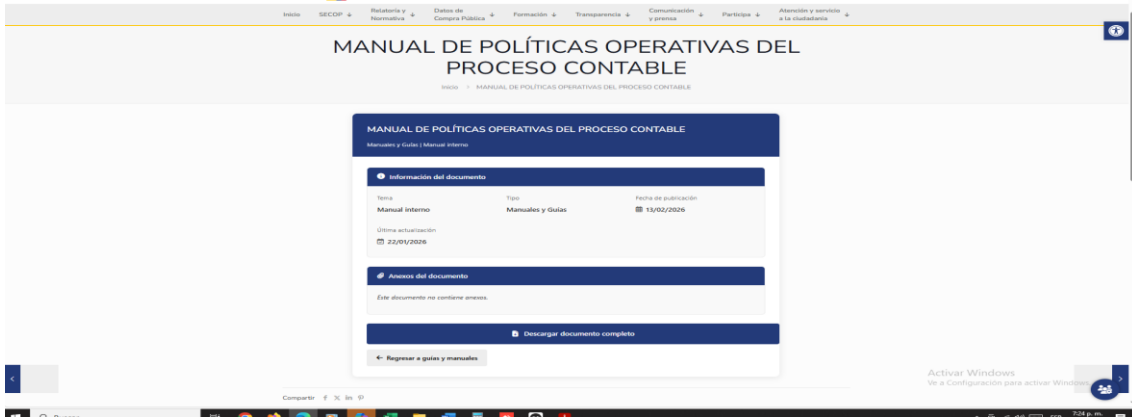 Inicio SECOP Relatoría y Normativa Datos de Compra Pública Formación Transparencia Comunicación y prensa Participa Atención y servicio a la ciudadanía
MANUAL DE POLÍTICAS OPERATIVAS DEL
PROCESO CONTABLE
Inicio MANUAL DE POLÍTICAS OPERATIVAS DEL PROCESO CONTABLE
MANUAL DE POLÍTICAS OPERATIVAS DEL PROCESO CONTABLE
Manuales y Guías | Manual interno
Información del documento
Tema Tipo Fecha de publicación
Manual interno Manuales y Guías 13/02/2026
Última actualización
22/01/2026
Anexos del documento
Este documento no contiene anexos.
Descargar documento completo
Regresar a guías y manuales
Activar Windows
Ve a Configuración para activar Windows.
Compartir
7:24 p. m.